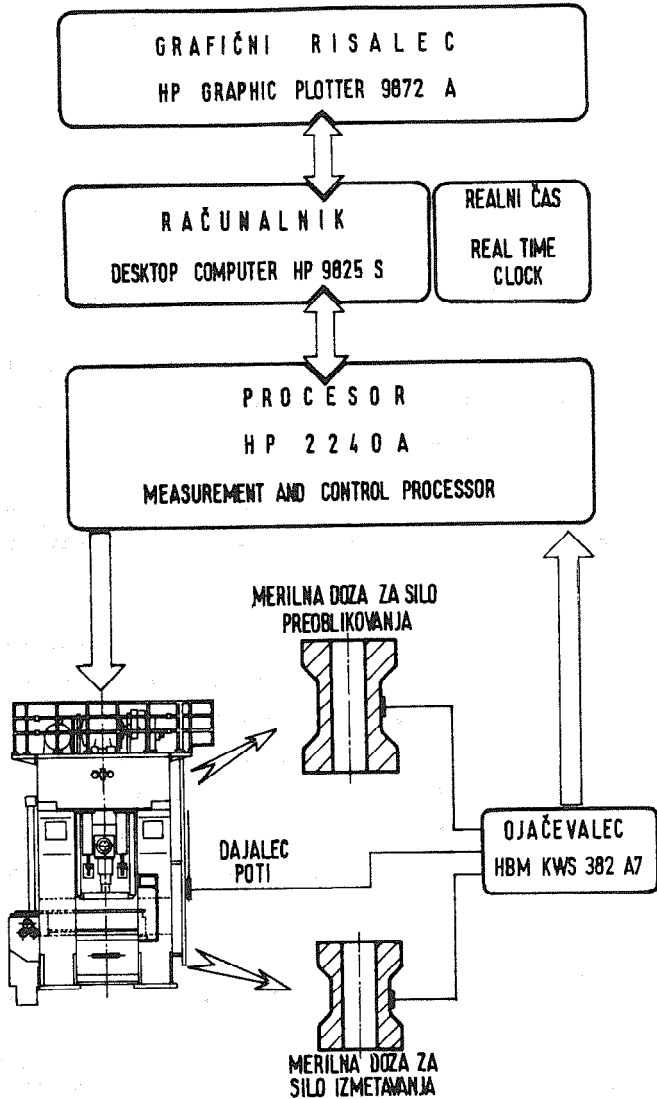 GRAFIČNI RISALEC
HP GRAPHIC PLOTTER 9872 A
RAČUNALNIK
DESKTOP COMPUTER HP 9825 S
REALNI ČAS
REAL TIME
CLOCK
PROCESOR
HP 2240A
MEASUREMENT AND CONTROL PROCESSOR
MERILNA DOZA ZA SILO
PREOBLIKOVANJA
DAJALEC
POTI
OJAČEVALEC
HBM KWS 382 A7
MERILNA DOZA ZA
SILO IZMETAVANJA